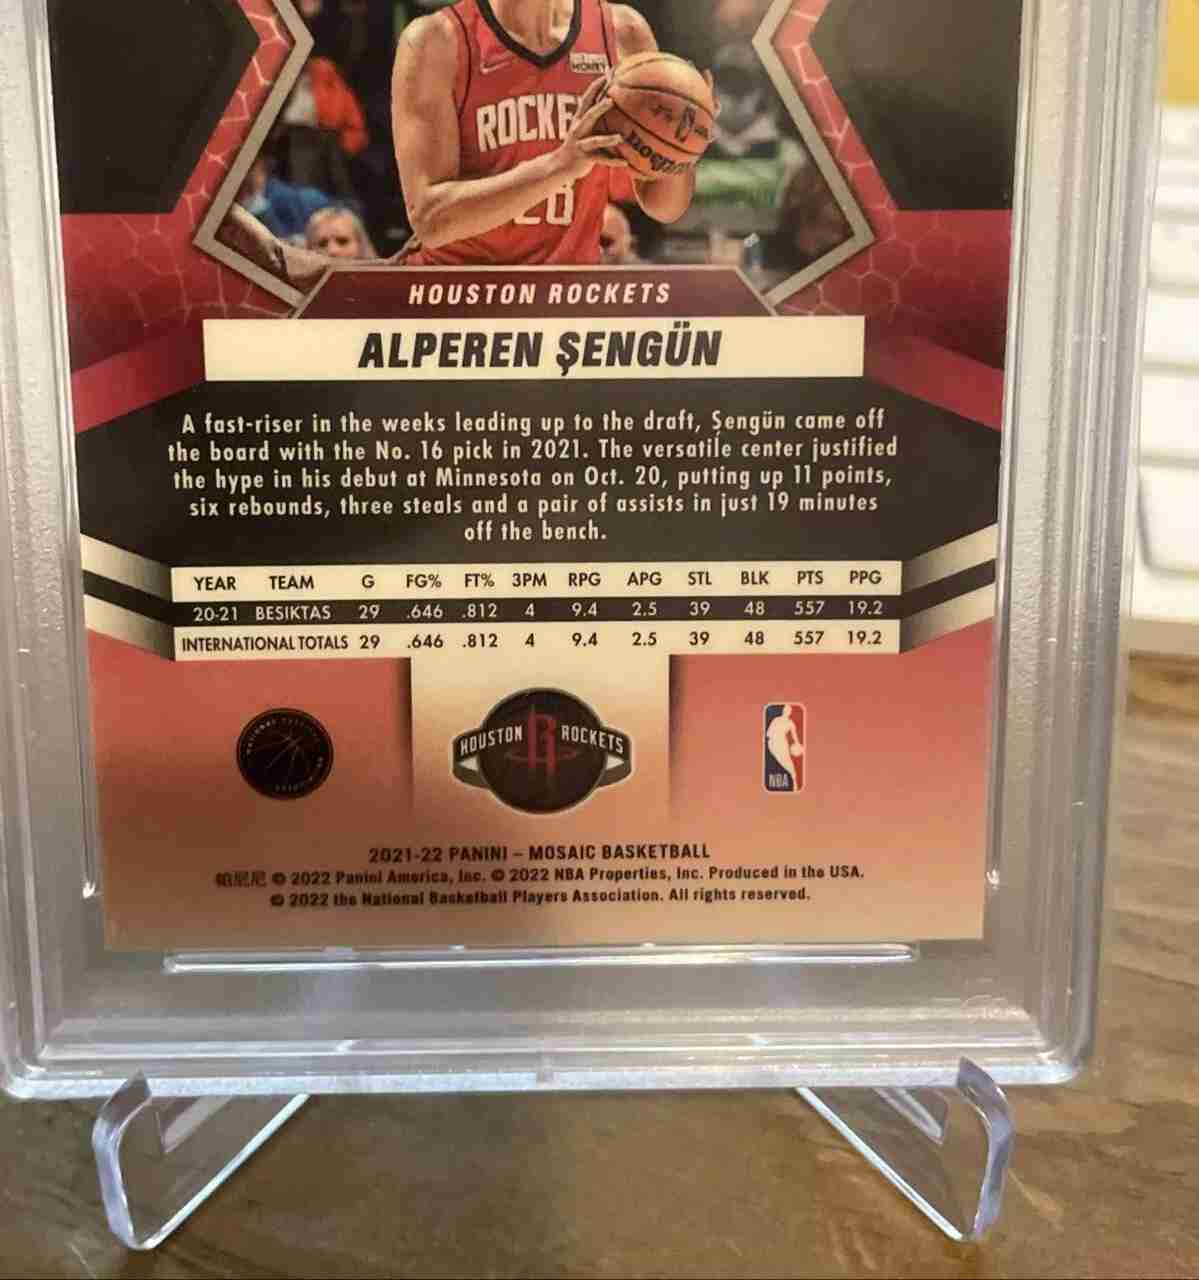 MONEY
ROCKE
28
HOUSTON ROCKETS
ALPEREN ŞENGÜN
A fast-riser in the weeks leading up to the draft, Şengün came off
the board with the No. 16 pick in 2021. The versatile center justified
the hype in his debut at Minnesota on Oct. 20, putting up 11 points,
six rebounds, three steals and a pair of assists in just 19 minutes
off the bench.
YEAR TEAM G FG% FT% 3PM RPG APG STL BLK PTS PPG
20-21 BESIKTAS 29 .646 .812 4 9.4 2.5 39 48 557 19.2
INTERNATIONAL TOTALS 29 .646 .812 4 9.4 2.5 39 48 557 19.2
HOUSTON R ROCKETS
NBA
2021-22 PANINI – MOSAIC BASKETBALL
帕尼尼 © 2022 Panini America, Inc. © 2022 NBA Properties, Inc. Produced in the USA.
© 2022 the National Basketball Players Association. All rights reserved.